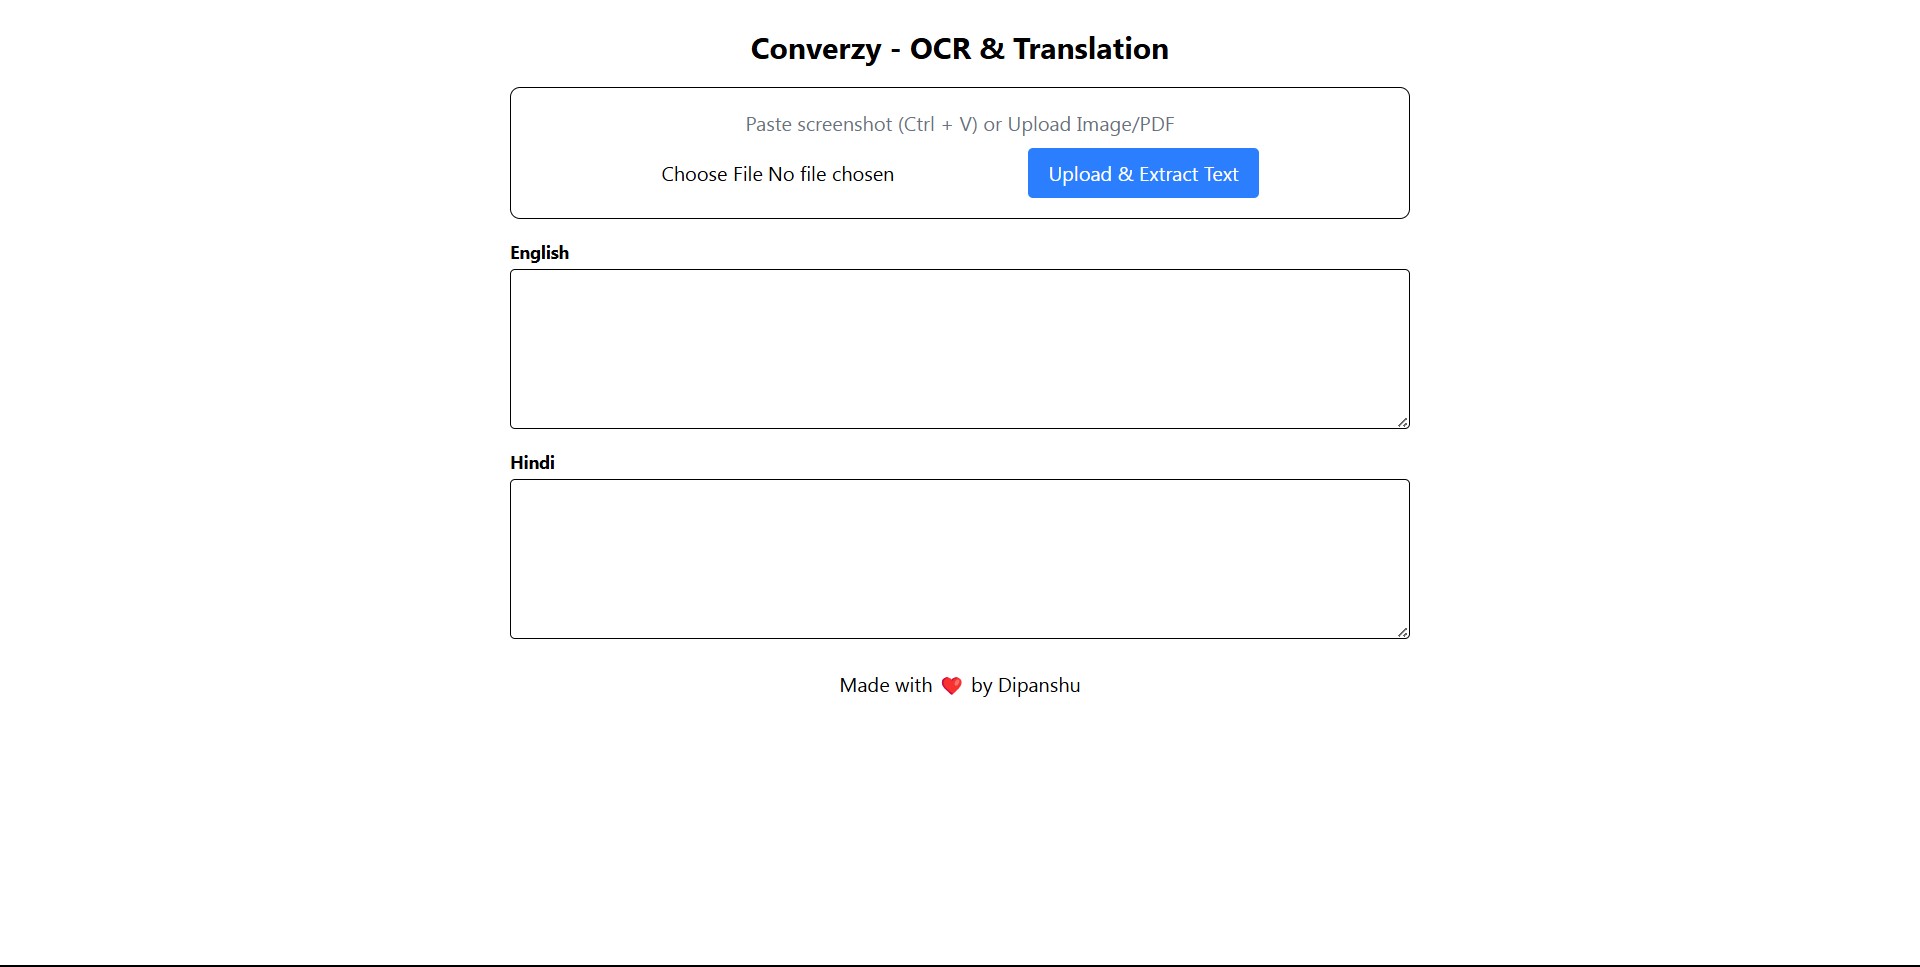 Converzy - OCR & Translation
Paste screenshot (Ctrl + V) or Upload Image/PDF
Choose File No file chosen
Upload & Extract Text
English
Hindi
Made with ❤️ by Dipanshu